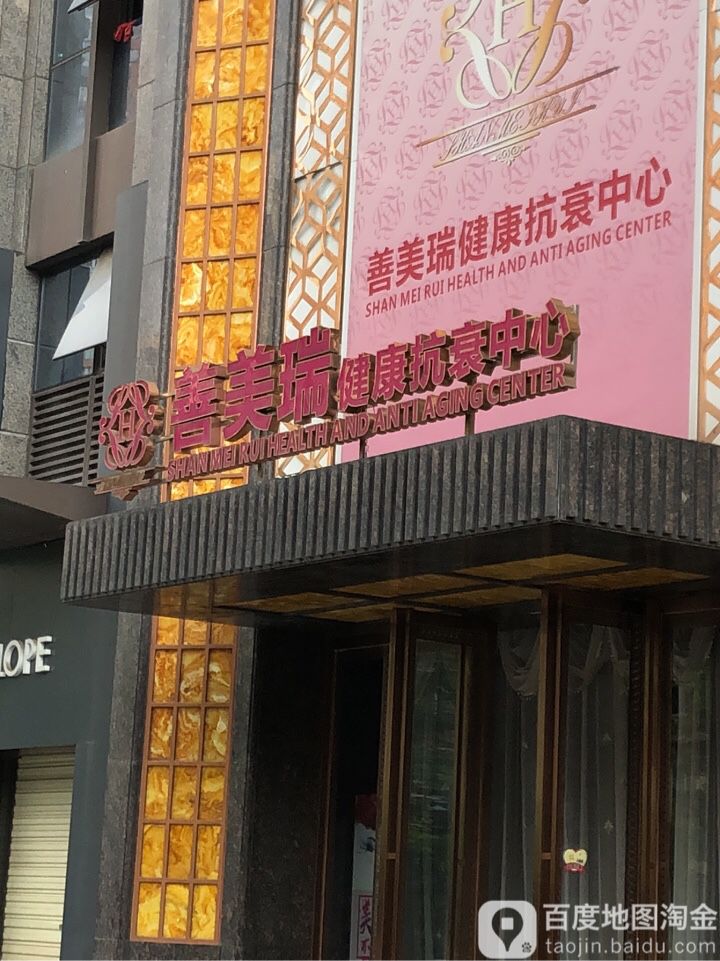 SHANMEIRUI
善美瑞健康抗衰中心
SHAN MEI RUI HEALTH AND ANTI AGING CENTER
善美瑞健康抗衰中心
SHAN MEI RUI HEALTH AND ANTI AGING CENTER
LOPE
百度地图淘金
taojin.baidu.com